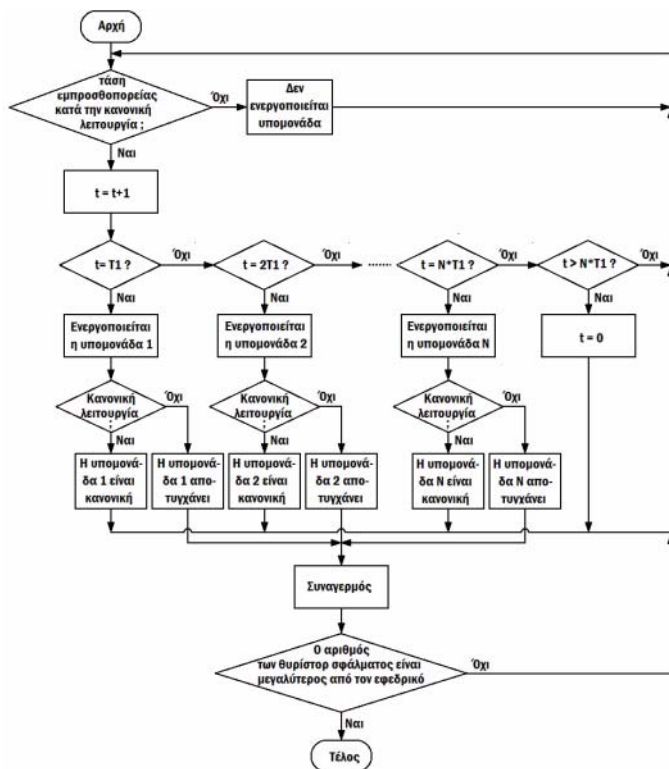 Αρχή
τάση
εμπροσθοπορείας
κατά την κανονική
λειτουργία ;
Όχι
Δεν
ενεργοποιείται
υπομονάδα
Ναι
t = t+1
t= T1 ?
Όχι
t = 2T1 ?
Όχι
......
t = N*T1 ?
Όχι
t > N*T1 ?
Όχι
Ναι
Ναι
Ναι
Ναι
Ενεργοποιείται
η υπομονάδα 1
Ενεργοποιείται
η υπομονάδα 2
Ενεργοποιείται
η υπομονάδα N
t = 0
Κανονική
λειτουργία
Όχι
Κανονική
λειτουργία
Όχι
Κανονική
λειτουργία
Όχι
Ναι
Ναι
Ναι
Η υπομονά-
δα 1 είναι
κανονική
Η υπομονά-
δα 1 απο-
τυγχάνει
Η υπομονά-
δα 2 είναι
κανονική
Η υπομονά-
δα 2 απο-
τυγχάνει
Η υπομονά-
δα N είναι
κανονική
Η υπομονά-
δα N απο-
τυγχάνει
Συναγερμός
Ο αριθμός
των θυρίστορ σφάλματος είναι
μεγαλύτερος από τον εφεδρικό
Όχι
Ναι
Τέλος